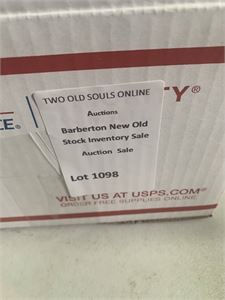 TWO OLD SOULS ONLINE
Auctions
Barberton New Old
Stock Inventory Sale
Auction Sale
Lot 1098
CE®
TY®
VISIT US AT USPS.COM®
ORDER FREE SUPPLIES ONLINE